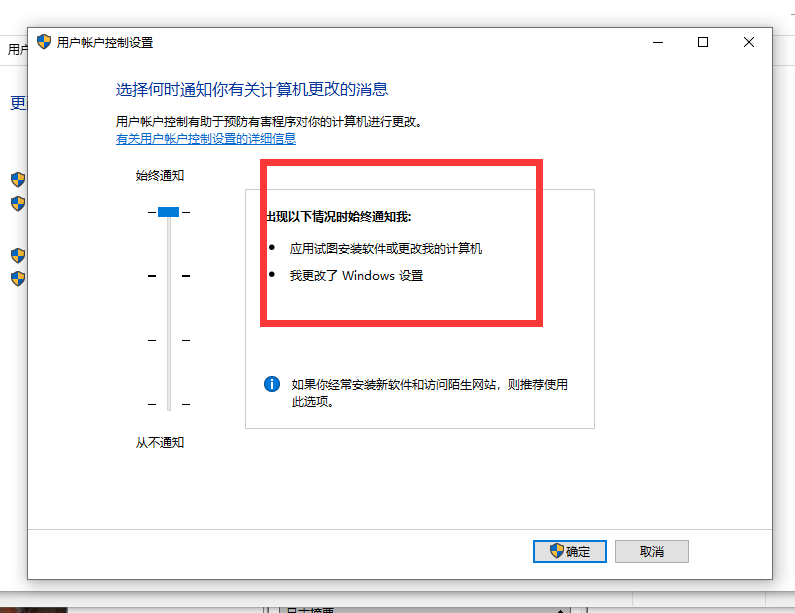 用户帐户控制设置
用户
更
选择何时通知你有关计算机更改的消息
用户帐户控制有助于预防有害程序对你的计算机进行更改。
有关用户帐户控制设置的详细信息
始终通知
出现以下情况时始终通知我:
• 应用试图安装软件或更改我的计算机
• 我更改了 Windows 设置
如果你经常安装新软件和访问陌生网站，则推荐使用
此选项。
从不通知
确定
取消